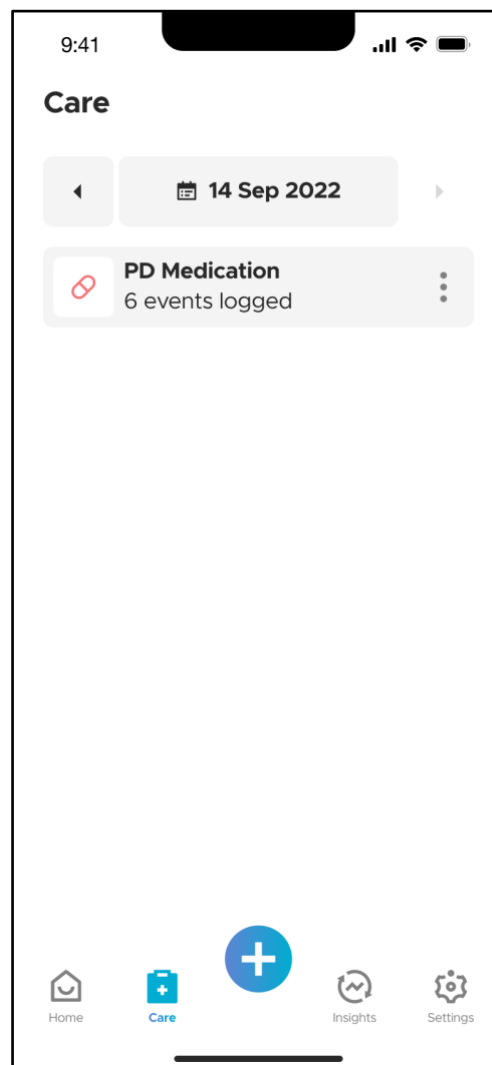 9:41
Care
14 Sep 2022
PD Medication
6 events logged
Home
Care
Insights
Settings